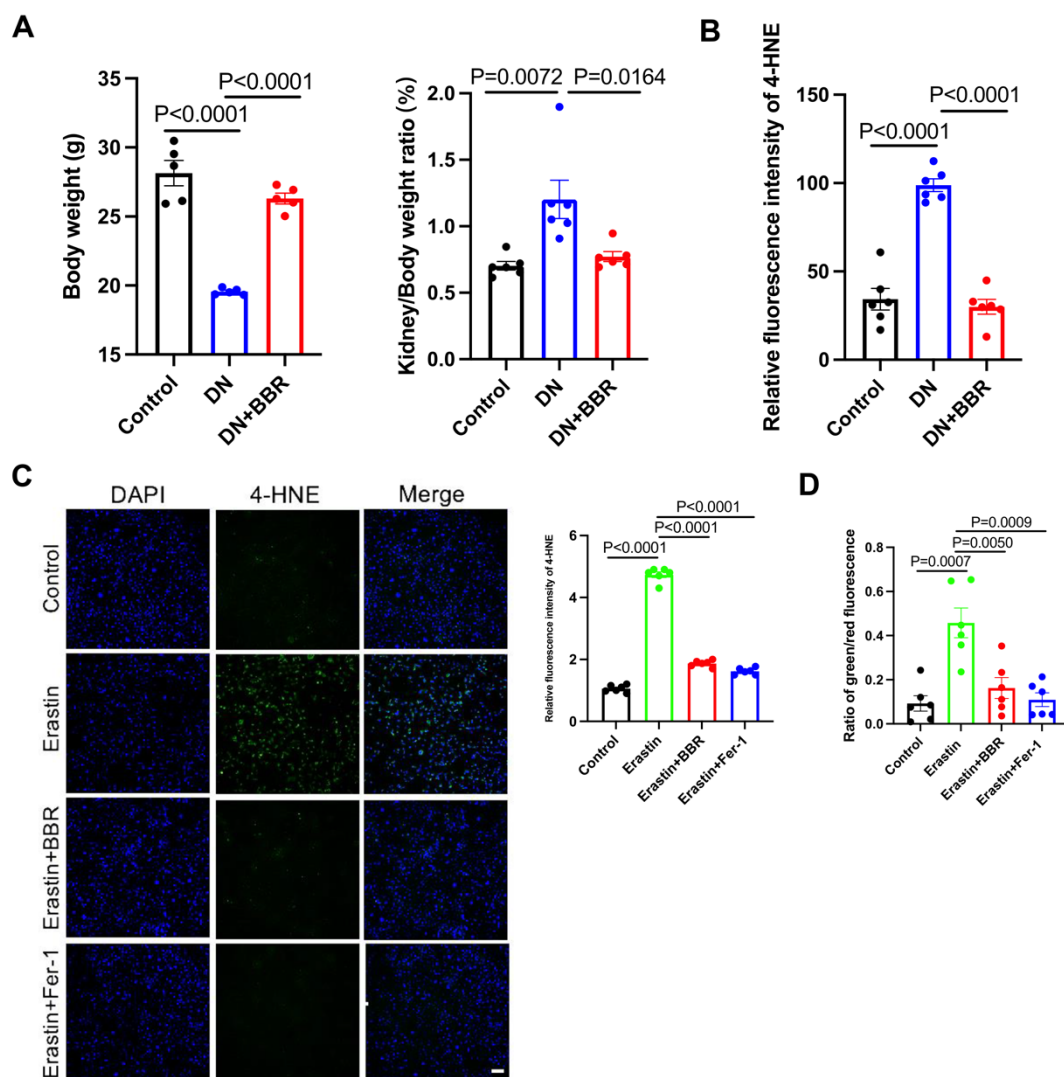 A
Body weight (g)
35
30
25
20
15
P<0.0001
P<0.0001
Control
DN
DN+BBR
Kidney/Body weight ratio (%)
2.0
1.5
1.0
0.5
0.0
P=0.0072
P=0.0164
Control
DN
DN+BBR
B
Relative fluorescence intensity of 4-HNE
150
100
50
0
P<0.0001
P<0.0001
Control
DN
DN+BBR
C
DAPI
4-HNE
Merge
Control
Erastin
Erastin+BBR
Erastin+Fer-1
Relative fluorescence intensity of 4-HNE
6
4
2
0
P<0.0001
P<0.0001
P<0.0001
Control
Erastin
Erastin+BBR
Erastin+Fer-1
D
Ratio of green/red fluorescence
0.8
0.6
0.4
0.2
0.0
P=0.0009
P=0.0050
P=0.0007
Control
Erastin
Erastin+BBR
Erastin+Fer-1